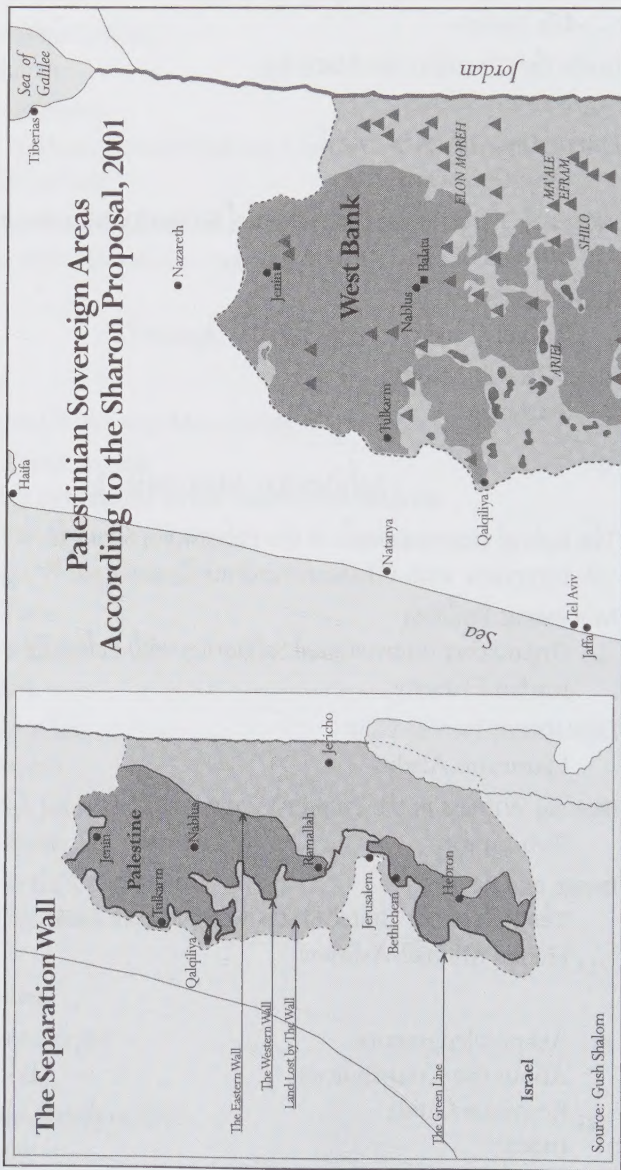 The Separation Wall
Jenin
Palestine
Tulkarm
Nablus
Qalqiliya
Ramallah
Jericho
Jerusalem
Bethlehem
Hebron
The Eastern Wall
The Western Wall
Land Lost by The Wall
The Green Line
Israel
Source: Gush Shalom
Palestinian Sovereign Areas
According to the Sharon Proposal, 2001
Haifa
Tiberias
Sea of
Galilee
Nazareth
Jenin
West Bank
Tulkarm
Nablus
Balata
Natanya
Qalqiliya
ELON MOREH
MA'ALE
EFRAM
SHILO
ARIEL
Sea
Tel Aviv
Jaffa
Jordan